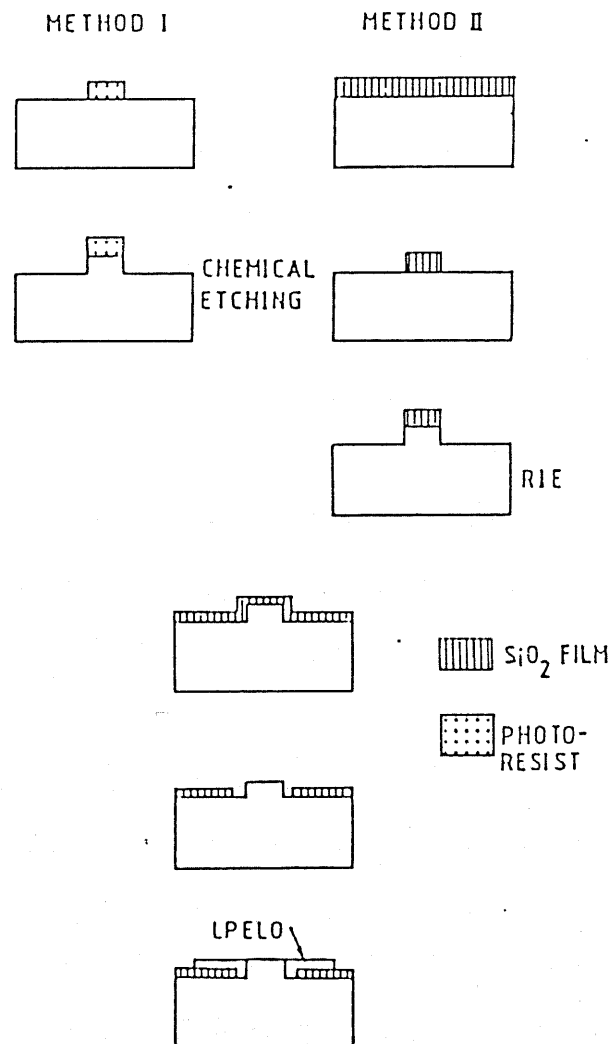 METHOD I
METHOD II
CHEMICAL
ETCHING
RIE
SiO2 FILM
PHOTO-
RESIST
LPELO